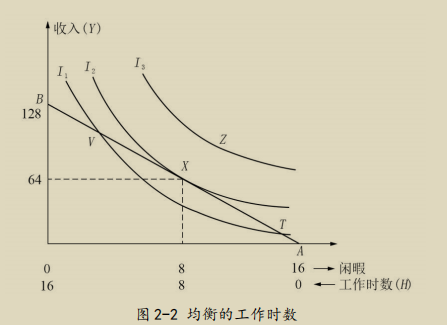 收入(Y)
I₁
I₂
I₃
B
128
V
X
Z
64
T
A
0 8 16 闲暇
16 8 0 工作时数(H)
图2-2 均衡的工作时数